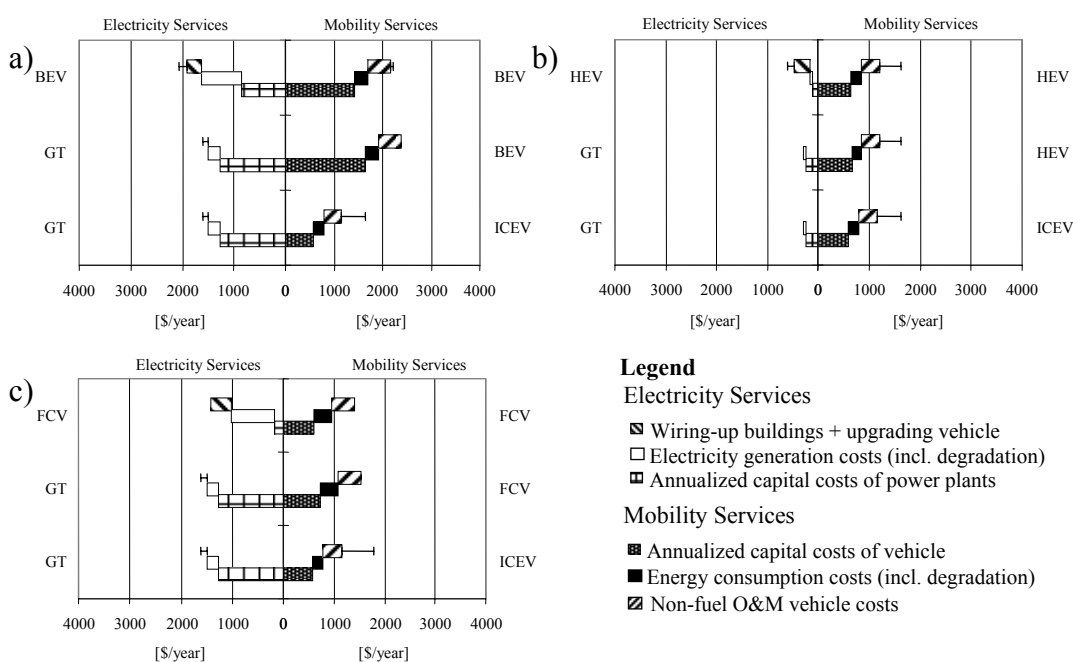 Electricity Services Mobility Services
a)
BEV BEV
GT BEV
GT ICEV
4000 3000 2000 1000 0 1000 2000 3000 4000
[$/year] [$/year]
Electricity Services Mobility Services
b)
HEV HEV
GT HEV
GT ICEV
4000 3000 2000 1000 0 1000 2000 3000 4000
[$/year] [$/year]
Electricity Services Mobility Services
c)
FCV FCV
GT FCV
GT ICEV
4000 3000 2000 1000 0 1000 2000 3000 4000
[$/year] [$/year]
Legend
Electricity Services
Wiring-up buildings + upgrading vehicle
Electricity generation costs (incl. degradation)
Annualized capital costs of power plants
Mobility Services
Annualized capital costs of vehicle
Energy consumption costs (incl. degradation)
Non-fuel O&M vehicle costs